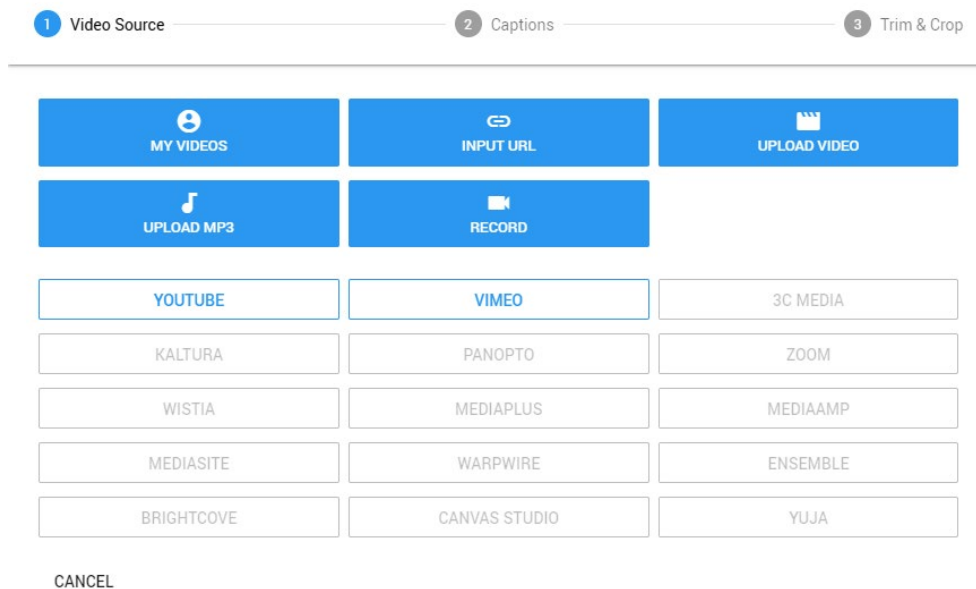 1 Video Source 2 Captions 3 Trim & Crop
MY VIDEOS INPUT URL UPLOAD VIDEO
UPLOAD MP3 RECORD
YOUTUBE VIMEO 3C MEDIA
KALTURA PANOPTO ZOOM
WISTIA MEDIAPLUS MEDIAAMP
MEDIASITE WARPWIRE ENSEMBLE
BRIGHTCOVE CANVAS STUDIO YUJA
CANCEL